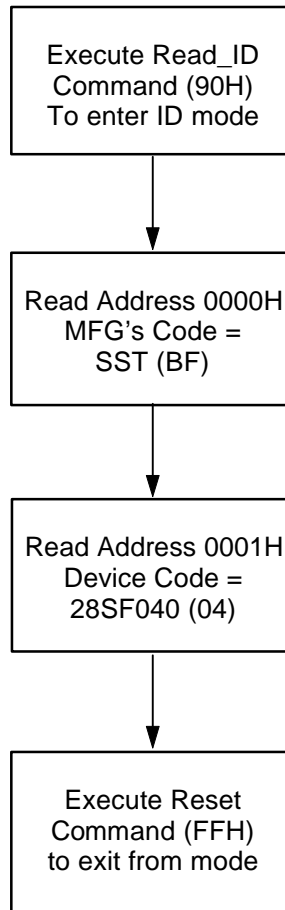 Execute Read_ID
Command (90H)
To enter ID mode
Read Address 0000H
MFG's Code =
SST (BF)
Read Address 0001H
Device Code =
28SF040 (04)
Execute Reset
Command (FFH)
to exit from mode